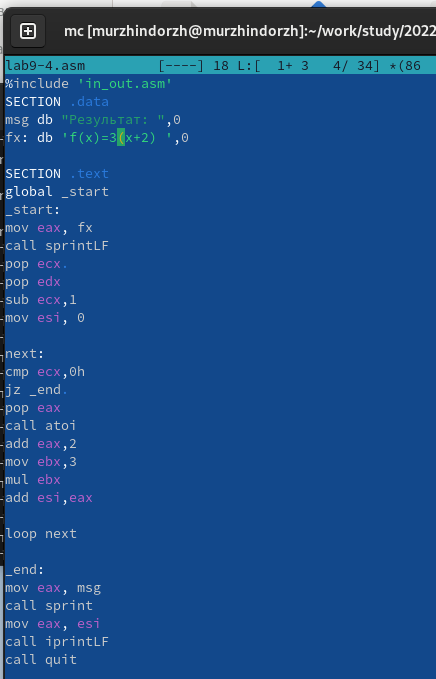 mc [murzhindorzh@murzhindorzh]:~/work/study/2022
lab9-4.asm [----] 18 L:[ 1+ 3 4/ 34] *(86
%include 'in_out.asm'
SECTION .data
msg db "Результат: ",0
fx: db 'f(x)=3(x+2) ',0
SECTION .text
global _start
_start:
mov eax, fx
call sprintLF
pop ecx.
pop edx
sub ecx,1
mov esi, 0
next:
cmp ecx,0h
jz _end.
pop eax
call atoi
add eax,2
mov ebx,3
mul ebx
add esi,eax
loop next
_end:
mov eax, msg
call sprint
mov eax, esi
call iprintLF
call quit